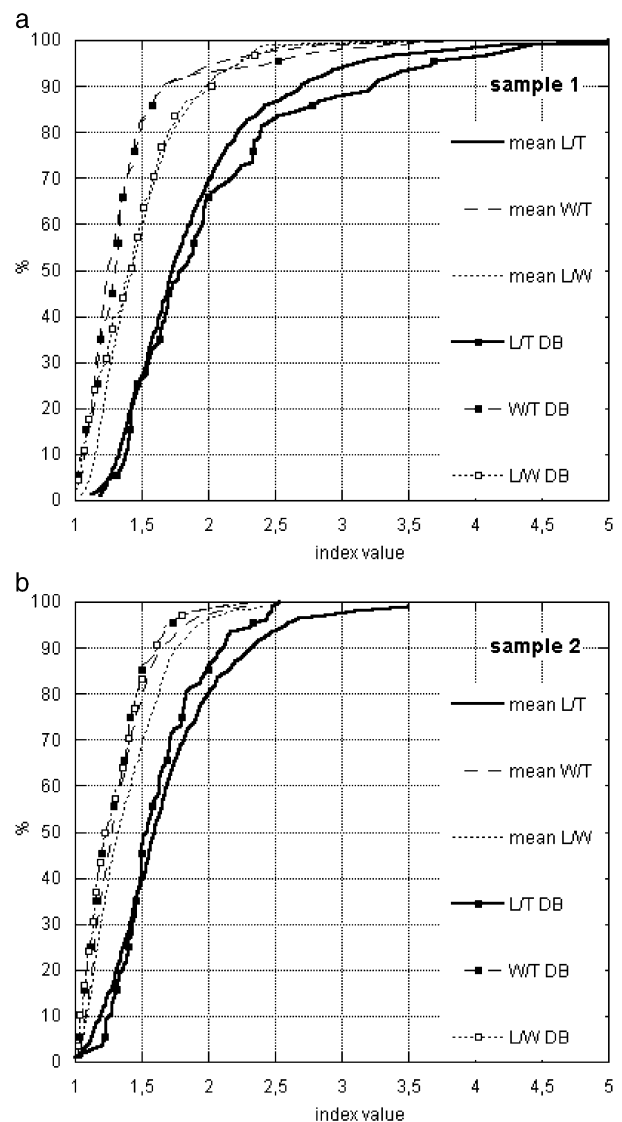 a
100
90
80
70
60
50
40
30
20
10
0
%
sample 1
mean L/T
mean W/T
mean L/W
L/T DB
W/T DB
L/W DB
1 1,5 2 2,5 3 3,5 4 4,5 5
index value
b
100
90
80
70
60
50
40
30
20
10
0
%
sample 2
mean L/T
mean W/T
mean L/W
L/T DB
W/T DB
L/W DB
1 1,5 2 2,5 3 3,5 4 4,5 5
index value